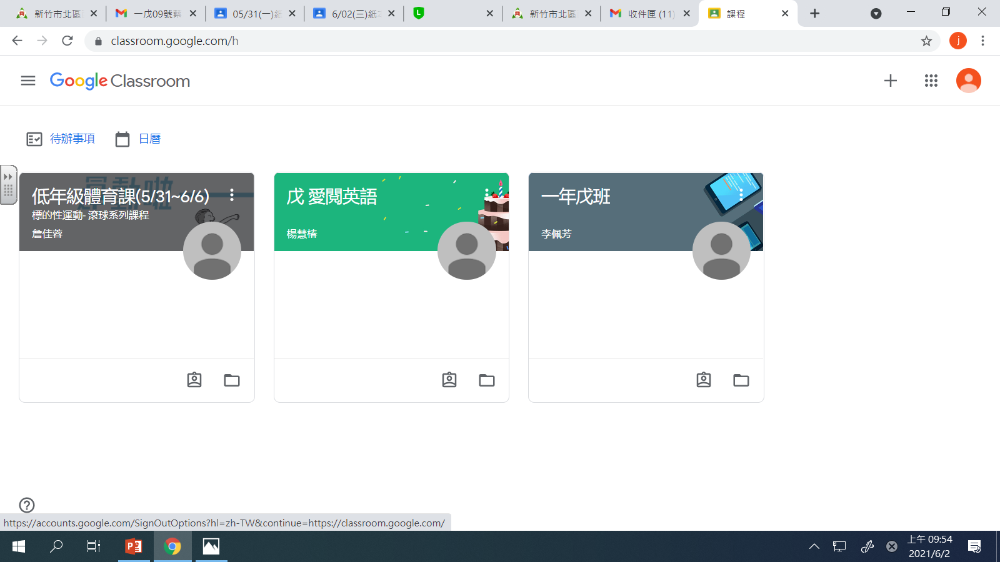 新竹市北區
一戊09號蔡
05/31(一)紙
6/02(三)紙
新竹市北區
收件匣 (11)
課程
classroom.google.com/h
j
Google Classroom
待辦事項
日曆
低年級體育課(5/31~6/6)
標的性運動- 滾球系列課程
詹佳蓉
戊 愛閱英語
楊慧椿
一年戊班
李佩芳
https://accounts.google.com/SignOutOptions?hl=zh-TW&continue=https://classroom.google.com/
上午 09:54
2021/6/2